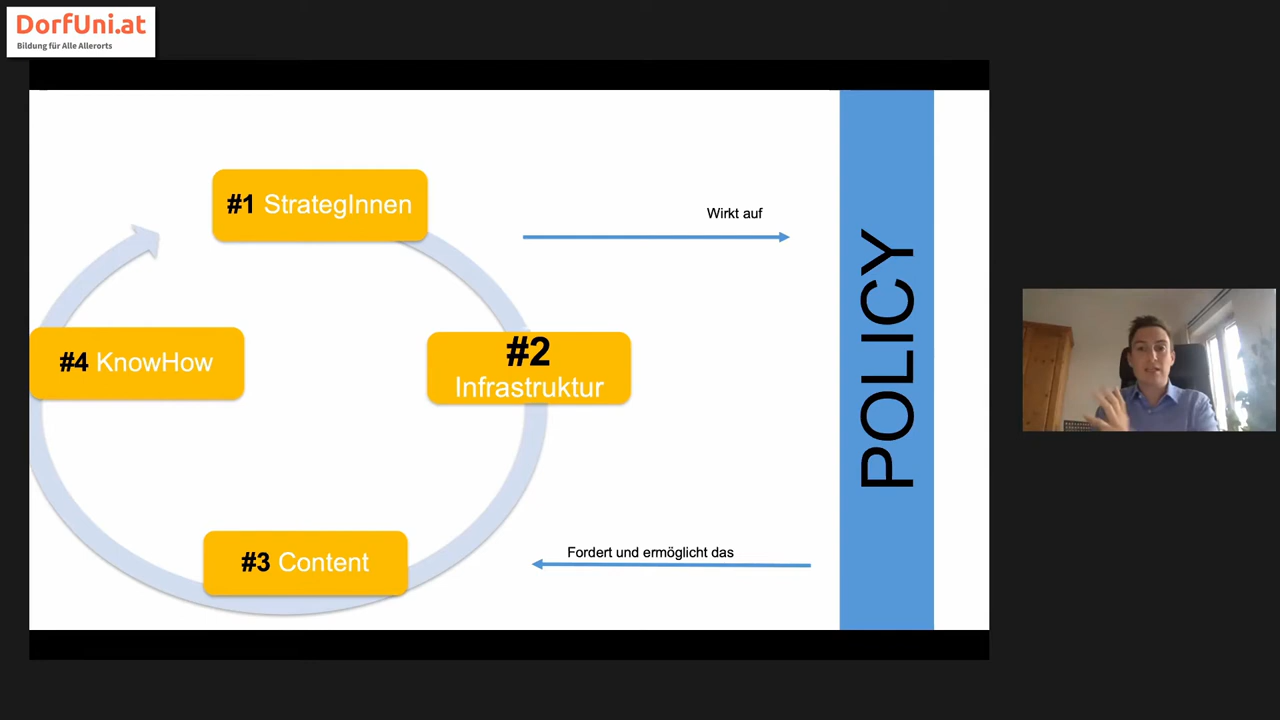 DorfUni.at
Bildung für Alle Allerorts
#1 StrategInnen
Wirkt auf
#4 KnowHow
#2
Infrastruktur
POLICY
#3 Content
Fordert und ermöglicht das